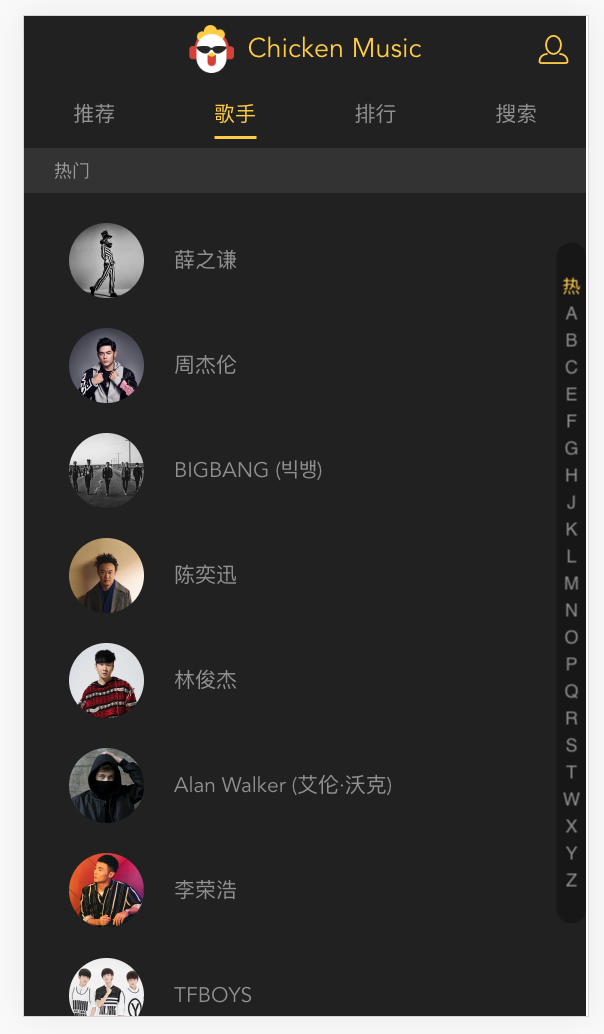 Chicken Music
推荐 歌手 排行 搜索
热门
薛之谦
周杰伦
BIGBANG (빅뱅)
陈奕迅
林俊杰
Alan Walker (艾伦·沃克)
李荣浩
TFBOYS
热
A
B
C
E
F
G
H
J
K
L
M
N
O
P
Q
R
S
T
W
X
Y
Z